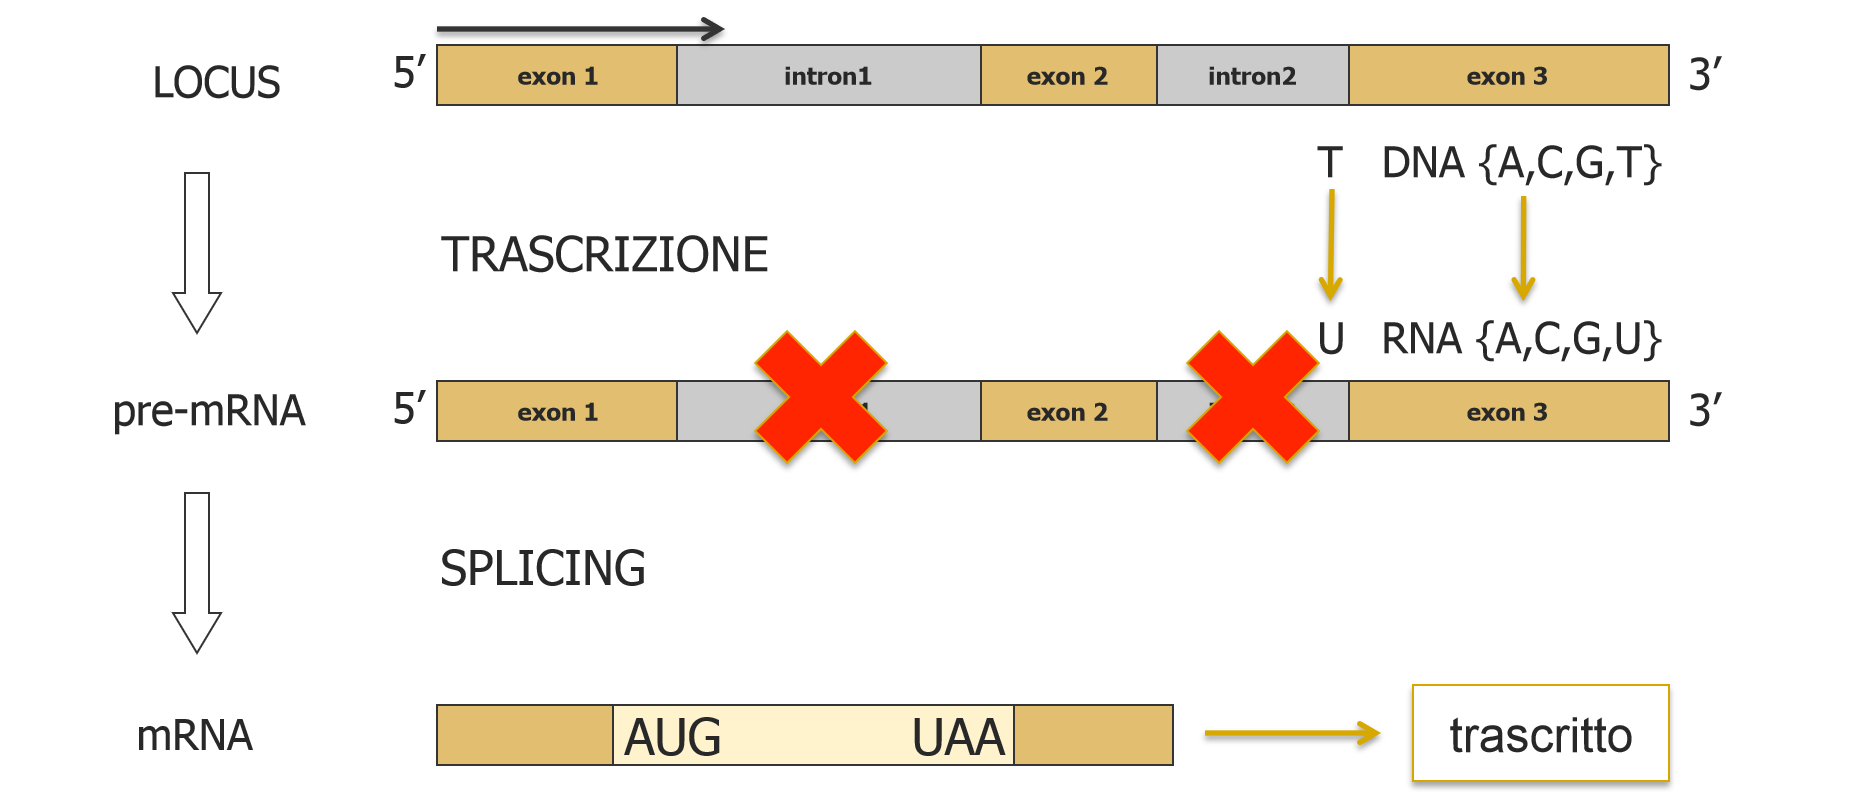 LOCUS
5’ exon 1 intron1 exon 2 intron2 exon 3 3’
T DNA {A,C,G,T}
TRASCRIZIONE
U RNA {A,C,G,U}
pre-mRNA
5’ exon 1 exon 2 exon 3 3’
SPLICING
mRNA
AUG UAA
trascritto